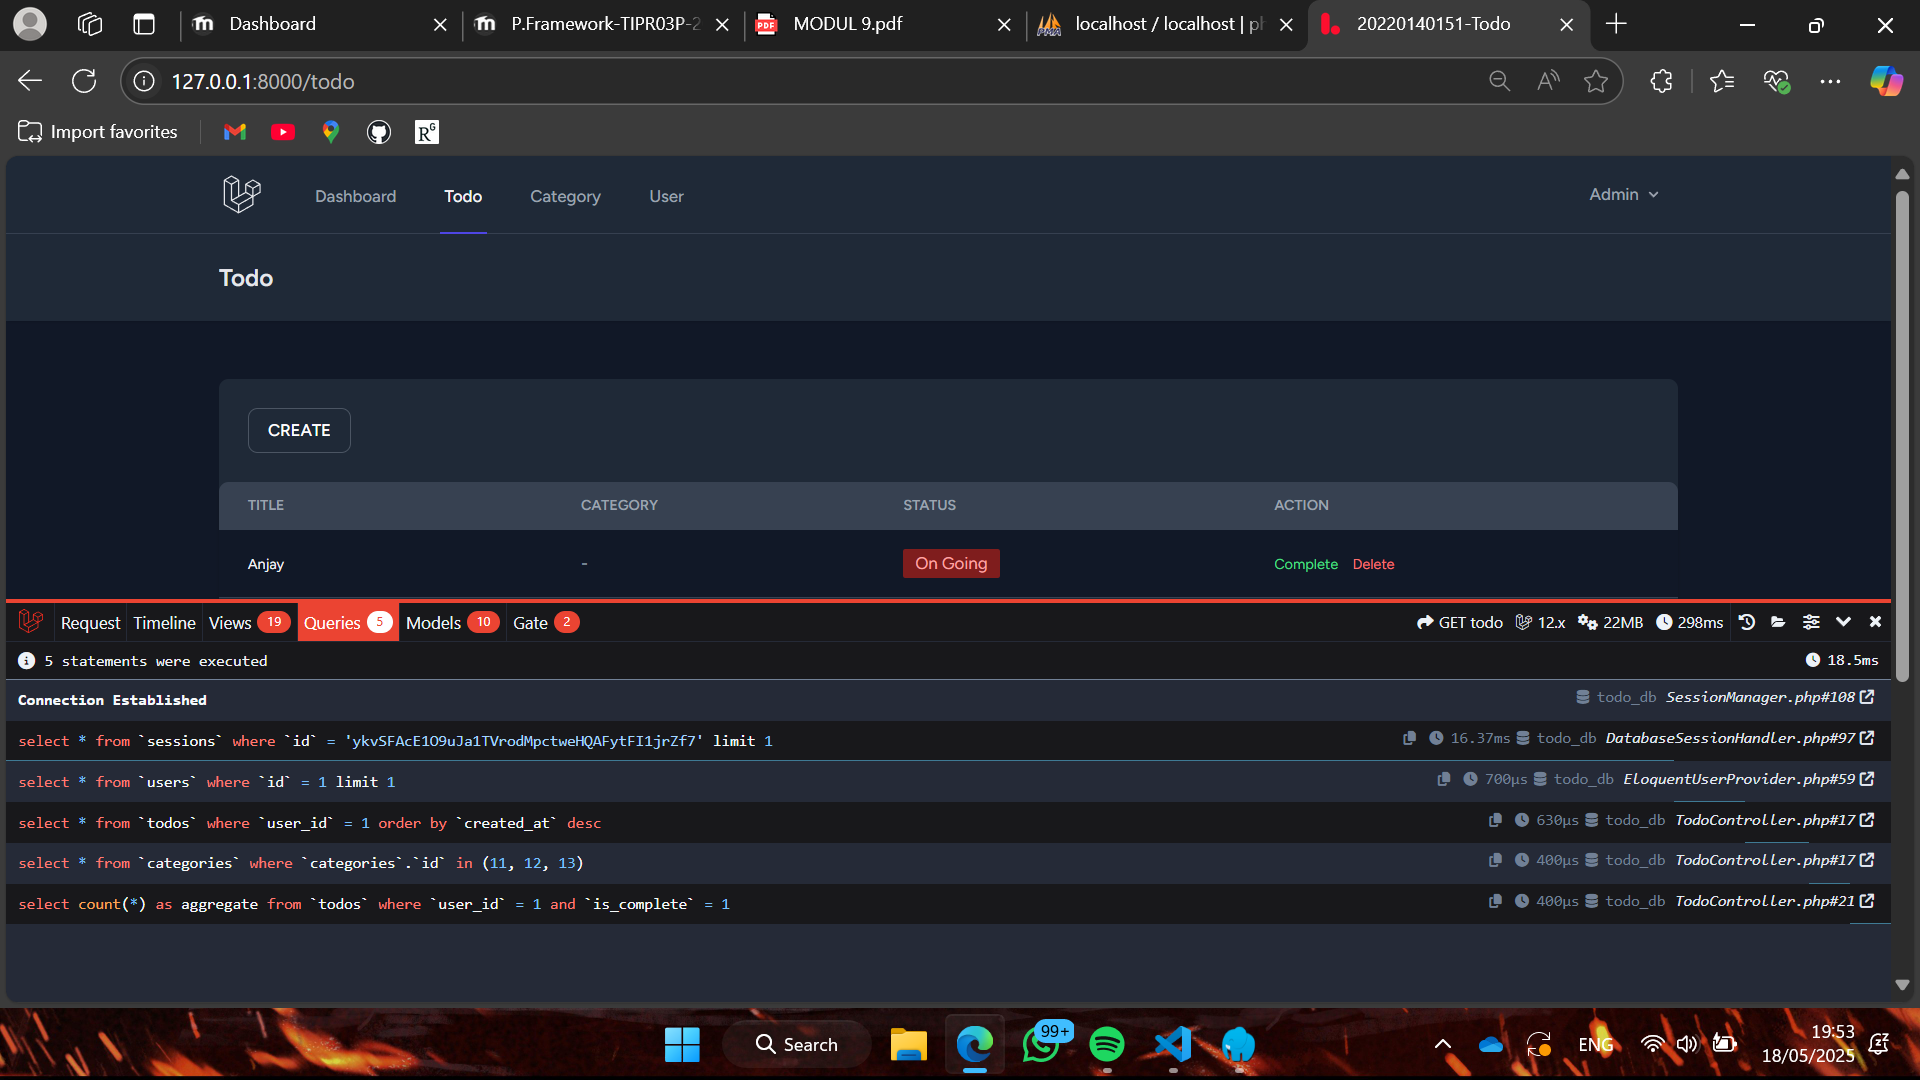 Dashboard
P.Framework-TIPR03P-2
MODUL 9.pdf
localhost / localhost | ph
20220140151-Todo
127.0.0.1:8000/todo
Import favorites
Dashboard
Todo
Category
User
Admin
Todo
CREATE
TITLE CATEGORY STATUS ACTION
Anjay - On Going Complete Delete
Request Timeline Views 19 Queries 5 Models 10 Gate 2 GET todo 12.x 22MB 298ms
5 statements were executed 18.5ms
Connection Established todo_db SessionManager.php#108
select * from `sessions` where `id` = 'ykvSFAcE1O9uJa1TVrodMpctweHQAFytFI1jrZf7' limit 1 16.37ms todo_db DatabaseSessionHandler.php#97
select * from `users` where `id` = 1 limit 1 700μs todo_db EloquentUserProvider.php#59
select * from `todos` where `user_id` = 1 order by `created_at` desc 630μs todo_db TodoController.php#17
select * from `categories` where `categories`.`id` in (11, 12, 13) 400μs todo_db TodoController.php#17
select count(*) as aggregate from `todos` where `user_id` = 1 and `is_complete` = 1 400μs todo_db TodoController.php#21
Search
99+
ENG
19:53
18/05/2025